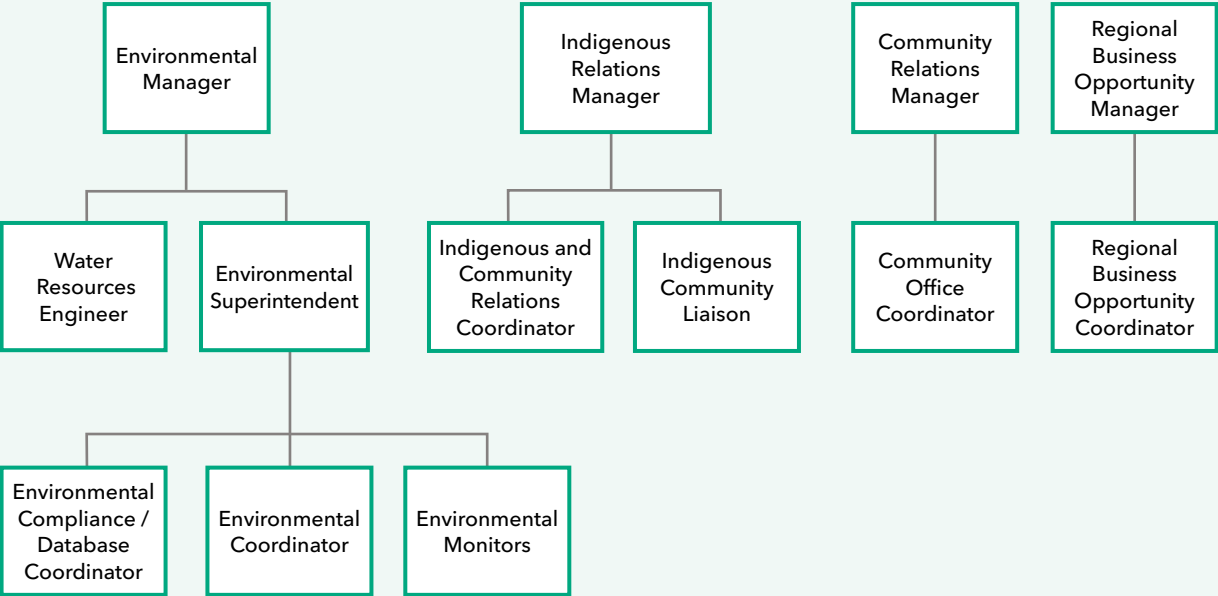 Environmental
Manager
Indigenous
Relations
Manager
Community
Relations
Manager
Regional
Business
Opportunity
Manager
Water
Resources
Engineer
Environmental
Superintendent
Indigenous and
Community
Relations
Coordinator
Indigenous
Community
Liaison
Community
Office
Coordinator
Regional
Business
Opportunity
Coordinator
Environmental
Compliance /
Database
Coordinator
Environmental
Coordinator
Environmental
Monitors